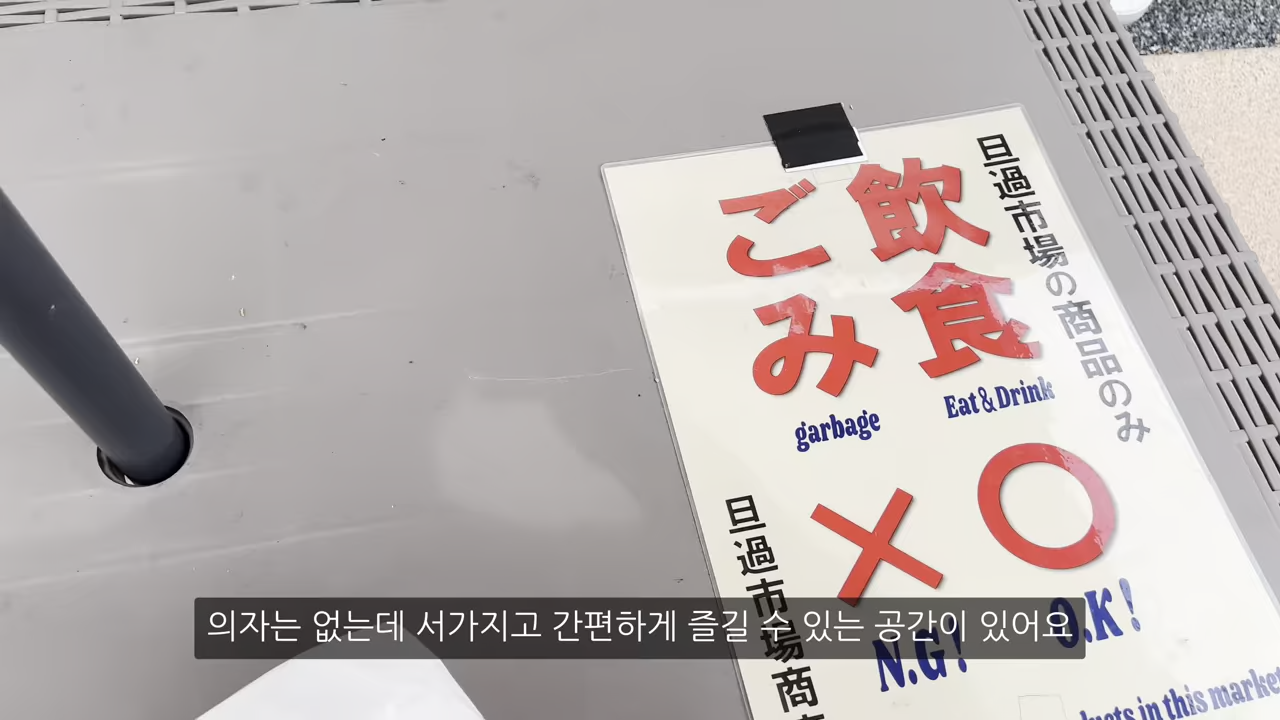 旦過市場の商品のみ
飲食
Eat&Drink
O.K!
ごみ
garbage
N.G!
旦過市場商
in this market
의자는 없는데 서가지고 간편하게 즐길 수 있는 공간이 있어요